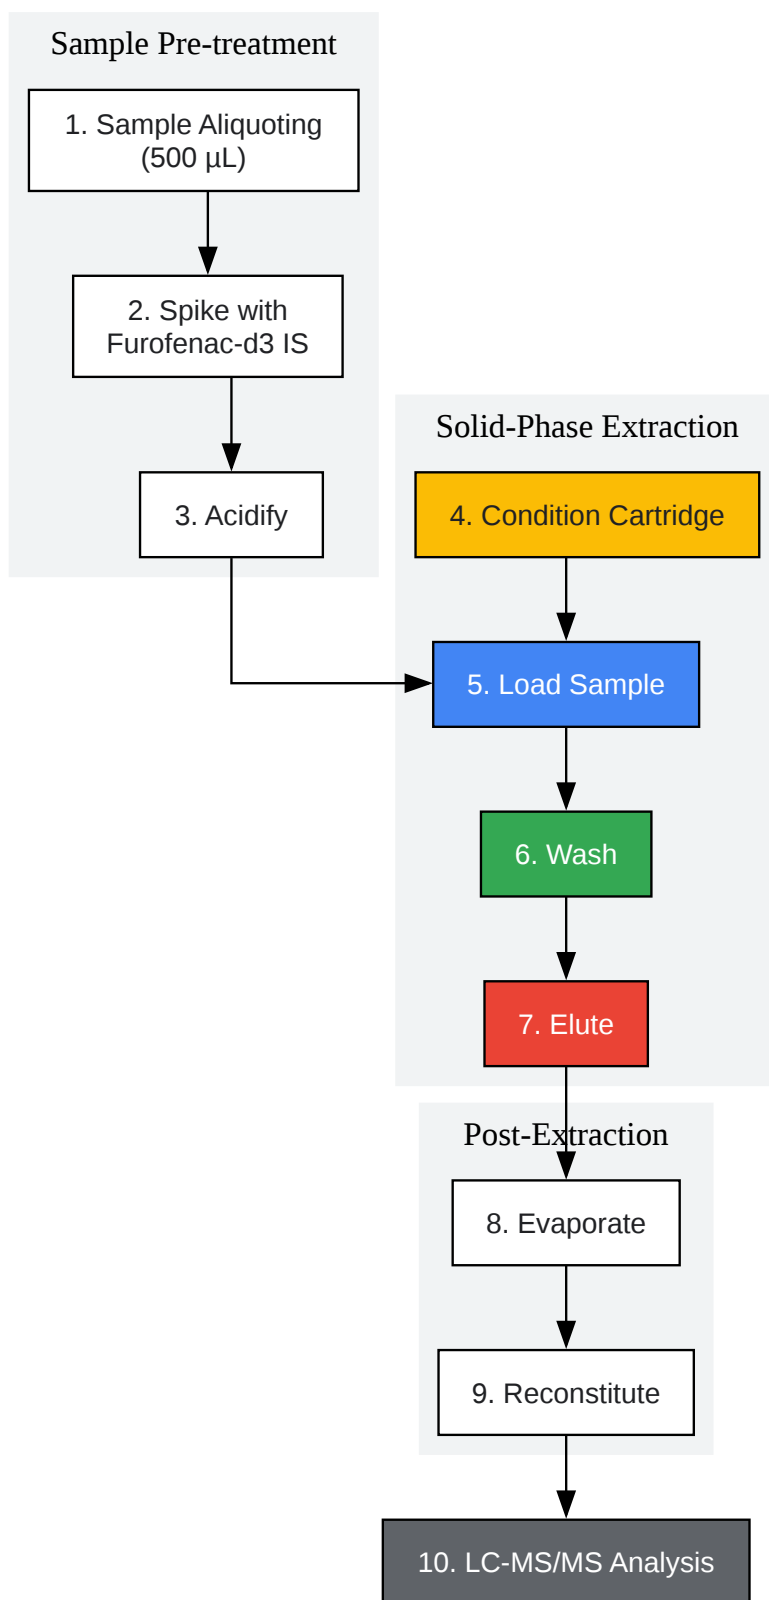 Sample Pre-treatment
1. Sample Aliquoting
(500 µL)
2. Spike with
Furofenac-d3 IS
3. Acidify
Solid-Phase Extraction
4. Condition Cartridge
5. Load Sample
6. Wash
7. Elute
Post-Extraction
8. Evaporate
9. Reconstitute
10. LC-MS/MS Analysis